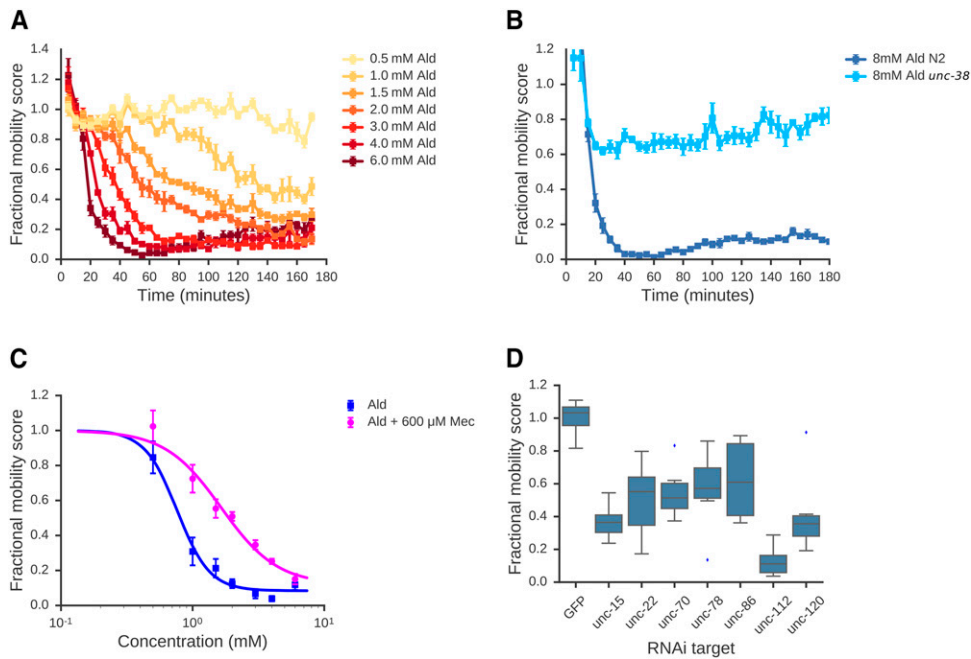 A
Fractional mobility score
1.4
1.2
1.0
0.8
0.6
0.4
0.2
0.0
0 20 40 60 80 100 120 140 160 180
Time (minutes)
0.5 mM Ald
1.0 mM Ald
1.5 mM Ald
2.0 mM Ald
3.0 mM Ald
4.0 mM Ald
6.0 mM Ald
B
Fractional mobility score
1.2
1.0
0.8
0.6
0.4
0.2
0.0
0 20 40 60 80 100 120 140 160 180
Time (minutes)
8mM Ald N2
8mM Ald unc-38
C
Fractional mobility score
1.2
1.0
0.8
0.6
0.4
0.2
0.0
10⁻¹ 10⁰ 10¹
Concentration (mM)
Ald
Ald + 600 µM Mec
D
Fractional mobility score
1.2
1.0
0.8
0.6
0.4
0.2
0.0
GFP unc-15 unc-22 unc-70 unc-78 unc-86 unc-112 unc-120
RNAi target